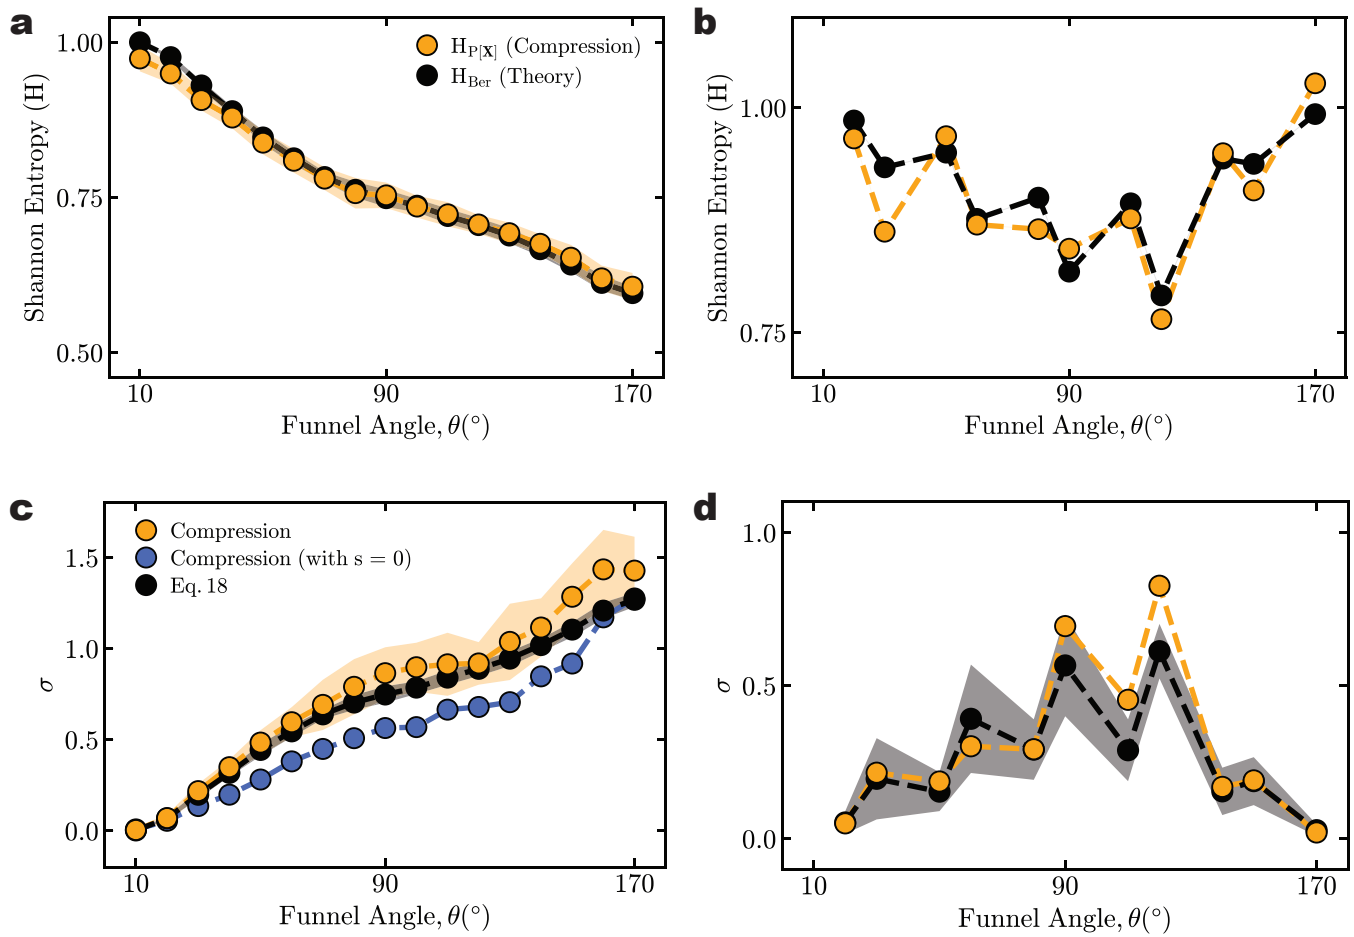 a
1.00
0.75
0.50
Shannon Entropy (H)
H_P[X] (Compression)
H_Ber (Theory)
10
90
170
Funnel Angle, θ(°)
b
1.00
0.75
Shannon Entropy (H)
10
90
170
Funnel Angle, θ(°)
c
1.5
1.0
0.5
0.0
σ
Compression
Compression (with s = 0)
Eq. 18
10
90
170
Funnel Angle, θ(°)
d
1.0
0.5
0.0
σ
10
90
170
Funnel Angle, θ(°)